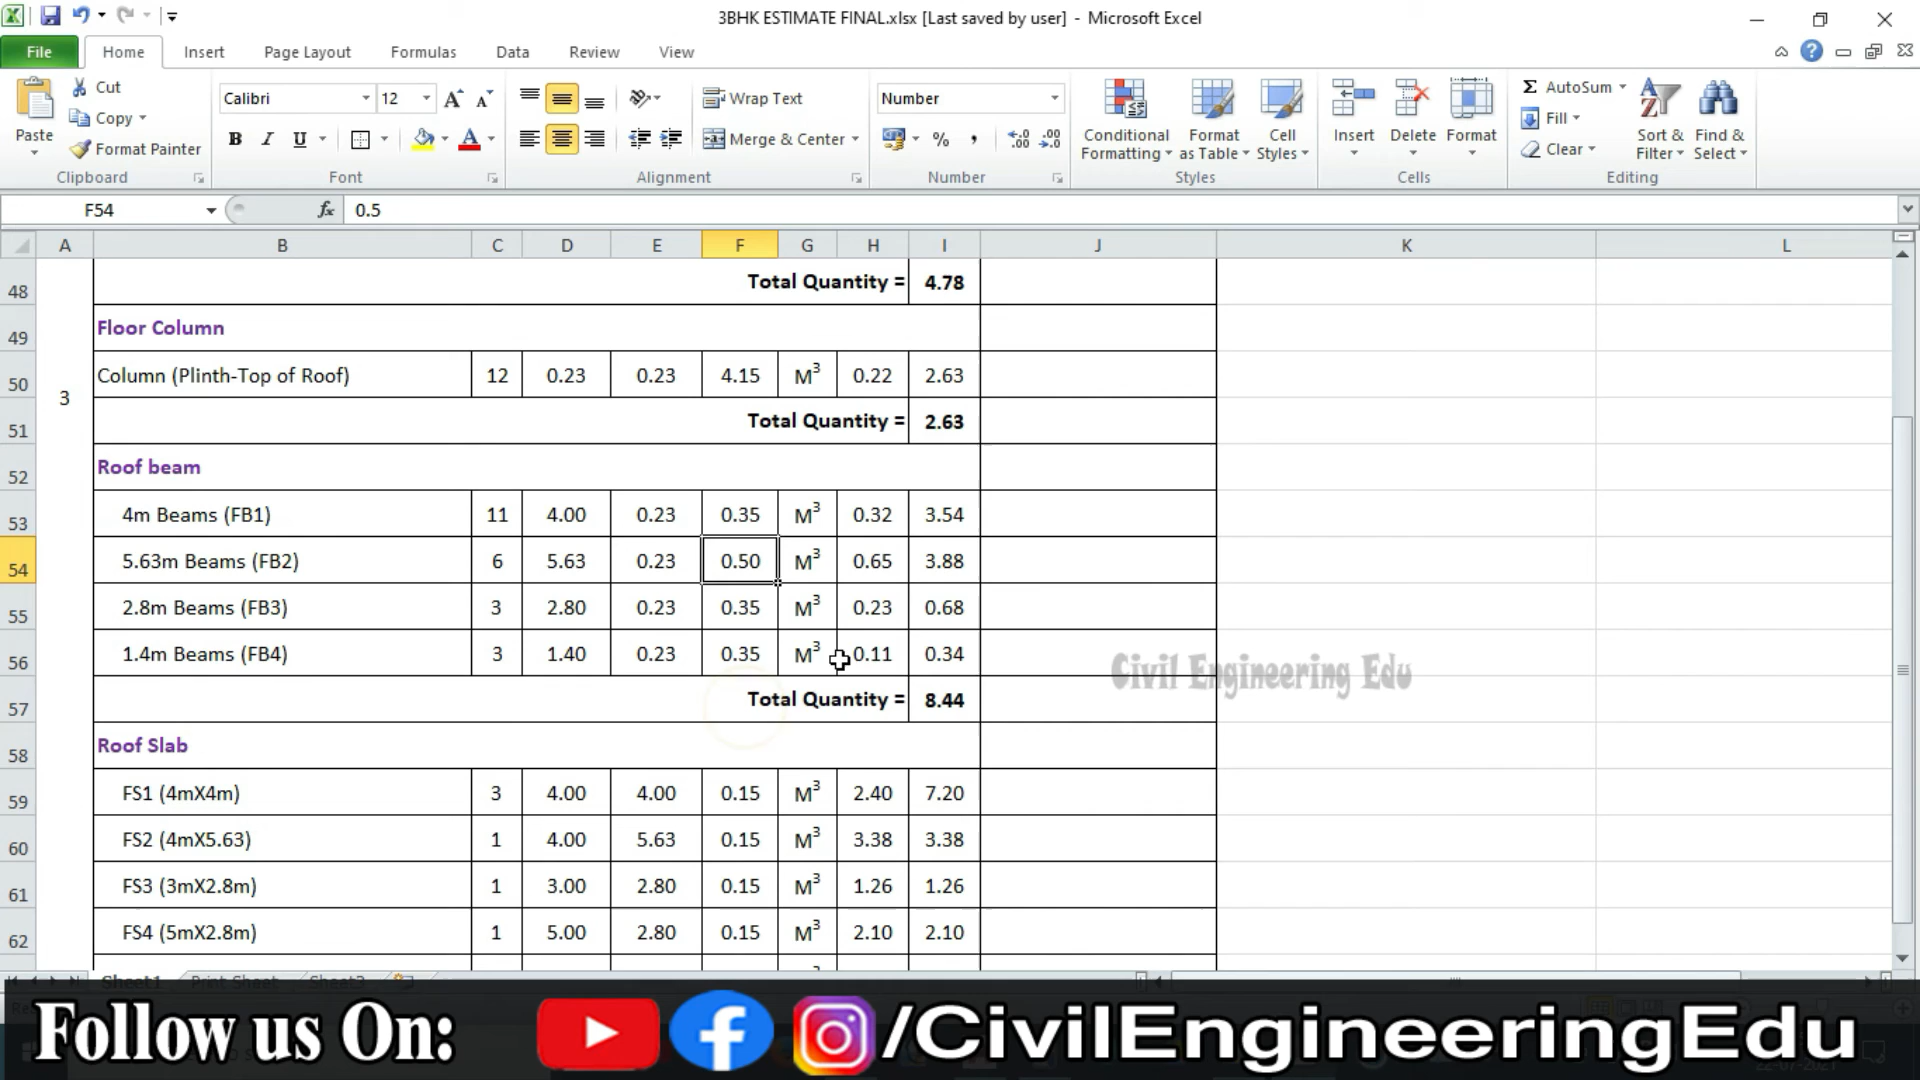 3BHK ESTIMATE FINAL.xlsx [Last saved by user] - Microsoft Excel
File Home Insert Page Layout Formulas Data Review View
Paste Cut Copy Format Painter Clipboard
Calibri 12 B I U Font
Wrap Text Merge & Center Alignment
Number % , Number
Conditional Formatting Format as Table Cell Styles Styles
Insert Delete Format Cells
Σ AutoSum Fill Clear Sort & Filter Find & Select Editing
F54 fx 0.5
A B C D E F G H I J K L
48 Total Quantity = 4.78
49 Floor Column
50 Column (Plinth-Top of Roof) 12 0.23 0.23 4.15 M³ 0.22 2.63
3
51 Total Quantity = 2.63
52 Roof beam
53 4m Beams (FB1) 11 4.00 0.23 0.35 M³ 0.32 3.54
54 5.63m Beams (FB2) 6 5.63 0.23 0.50 M³ 0.65 3.88
55 2.8m Beams (FB3) 3 2.80 0.23 0.35 M³ 0.23 0.68
56 1.4m Beams (FB4) 3 1.40 0.23 0.35 M³ 0.11 0.34
Civil Engineering Edu
57 Total Quantity = 8.44
58 Roof Slab
59 FS1 (4mX4m) 3 4.00 4.00 0.15 M³ 2.40 7.20
60 FS2 (4mX5.63) 1 4.00 5.63 0.15 M³ 3.38 3.38
61 FS3 (3mX2.8m) 1 3.00 2.80 0.15 M³ 1.26 1.26
62 FS4 (5mX2.8m) 1 5.00 2.80 0.15 M³ 2.10 2.10
Sheet1 Print Sheet Sheet3
Follow us On: /CivilEngineeringEdu